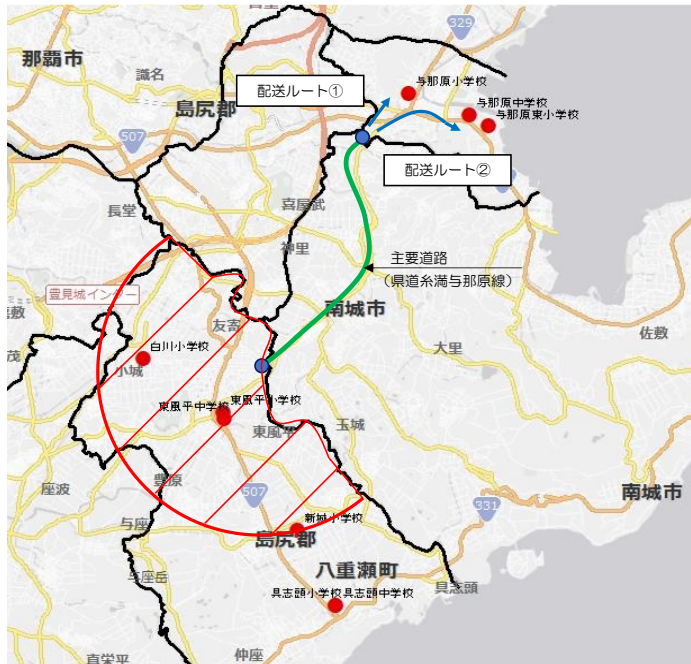 329
那覇市
識名
配送ルート①
与那原小学校
島尻郡
与那原中学校
与那原東小学校
507
配送ルート②
長堂
喜屋武
神里
主要道路
(県道糸満与那原線)
豊見城インター
南城市
友寄
佐敷
白川小学校
小城
大里
東風平小学校
東風平中学校
東風平
玉城
座波
豊原
507
南城市
331
与座
新城小学校
島尻郡
八重瀬町
与座岳
具志頭
具志頭小学校具志頭中学校
仲座
真栄平